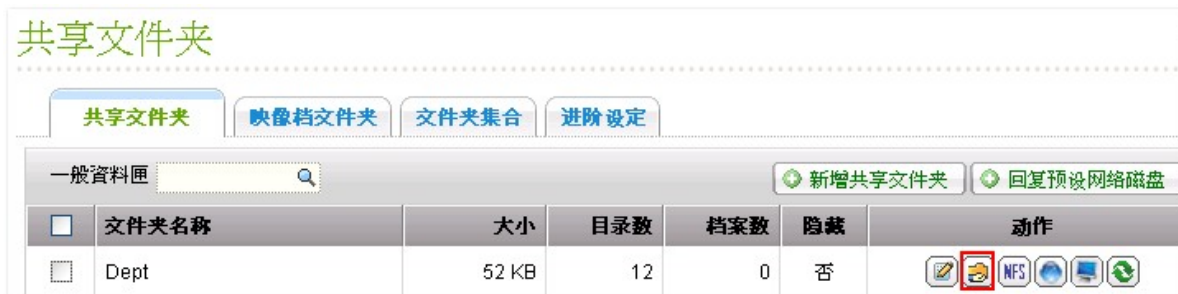 共享文件夹
共享文件夹 映像档文件夹 文件夹集合 进阶设定
一般資料匣 新增共享文件夹 回复预设网络磁盘
文件夹名称 大小 目录数 档案数 隐藏 动作
Dept 52 KB 12 0 否 NFS